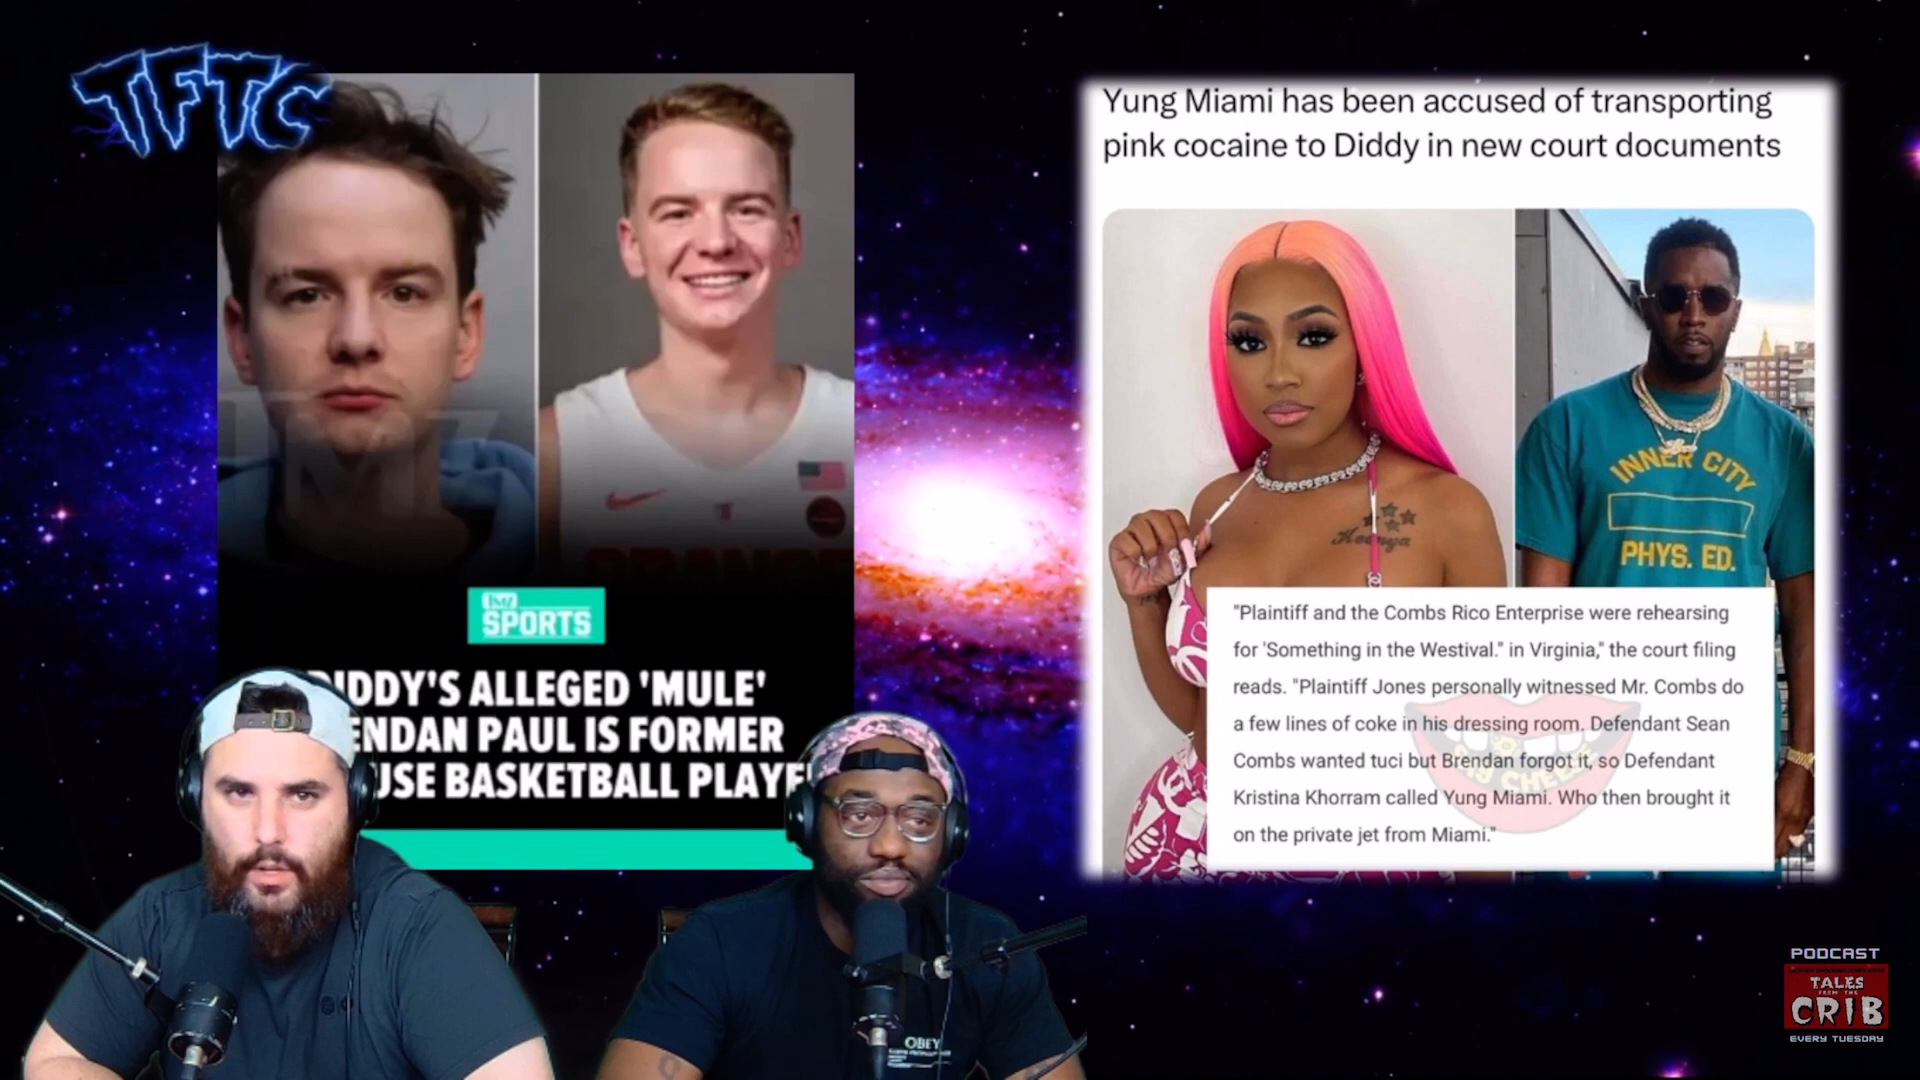 TFTC
Yung Miami has been accused of transporting
pink cocaine to Diddy in new court documents
TMZ
INNER CITY
PHYS. ED.
Keonya
TMZ
SPORTS
IDDY'S ALLEGED 'MULE'
ENDAN PAUL IS FORMER
USE BASKETBALL PLAYE
"Plaintiff and the Combs Rico Enterprise were rehearsing
for 'Something in the Westival." in Virginia," the court filing
reads. "Plaintiff Jones personally witnessed Mr. Combs do
a few lines of coke in his dressing room. Defendant Sean
Combs wanted tuci but Brendan forgot it, so Defendant
Kristina Khorram called Yung Miami. Who then brought it
on the private jet from Miami."
OBEY
PODCAST
TALES
FROM THE
CRIB
EVERY TUESDAY